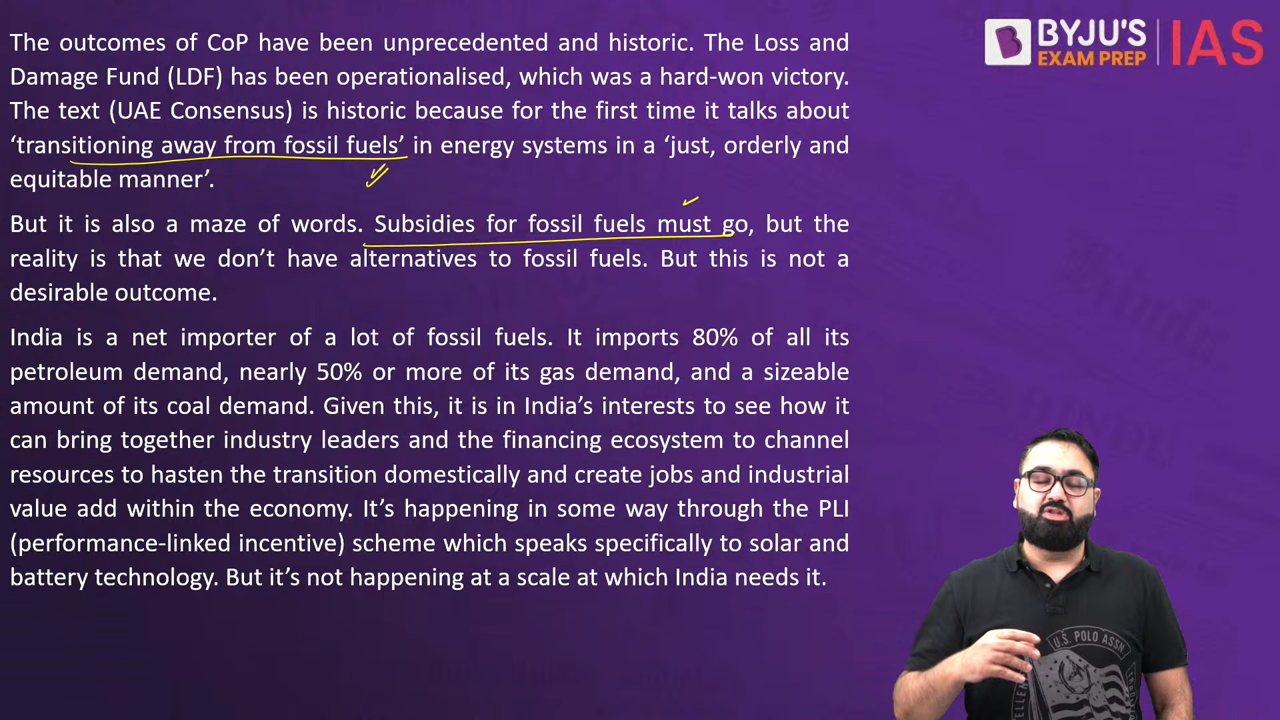 The outcomes of CoP have been unprecedented and historic. The Loss and
Damage Fund (LDF) has been operationalised, which was a hard-won victory.
The text (UAE Consensus) is historic because for the first time it talks about
‘transitioning away from fossil fuels’ in energy systems in a ‘just, orderly and
equitable manner’.
But it is also a maze of words. Subsidies for fossil fuels must go, but the
reality is that we don’t have alternatives to fossil fuels. But this is not a
desirable outcome.
India is a net importer of a lot of fossil fuels. It imports 80% of all its
petroleum demand, nearly 50% or more of its gas demand, and a sizeable
amount of its coal demand. Given this, it is in India’s interests to see how it
can bring together industry leaders and the financing ecosystem to channel
resources to hasten the transition domestically and create jobs and industrial
value add within the economy. It’s happening in some way through the PLI
(performance-linked incentive) scheme which speaks specifically to solar and
battery technology. But it’s not happening at a scale at which India needs it.
BYJU'S
EXAM PREP
IAS
U.S. POLO ASSN